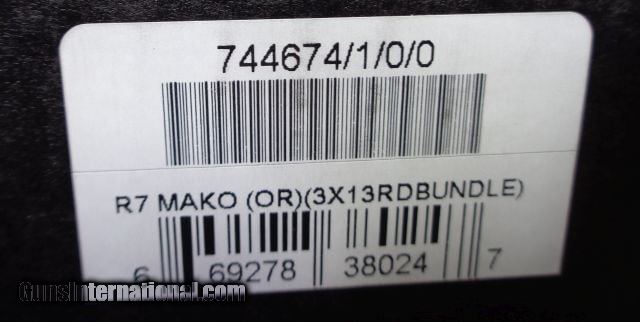 744674/1/0/0
R7 MAKO (OR)(3X13RDBUNDLE)
6 69278 38024 7
GunsInternational.com